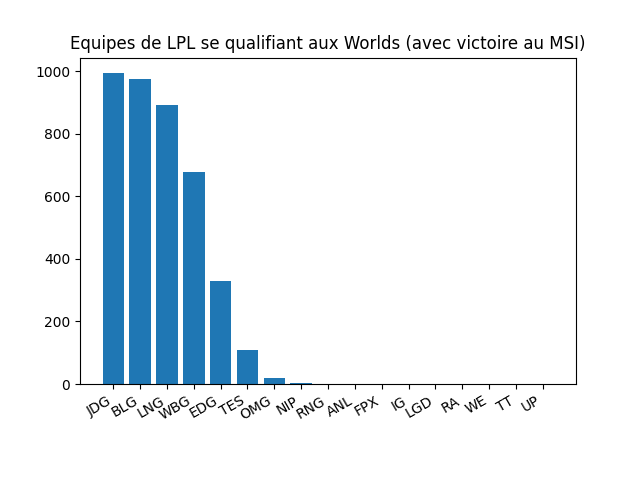 Equipes de LPL se qualifiant aux Worlds (avec victoire au MSI)
1000
800
600
400
200
0
JDG
BLG
LNG
WBG
EDG
TES
OMG
NIP
RNG
ANL
FPX
IG
LGD
RA
WE
TT
UP